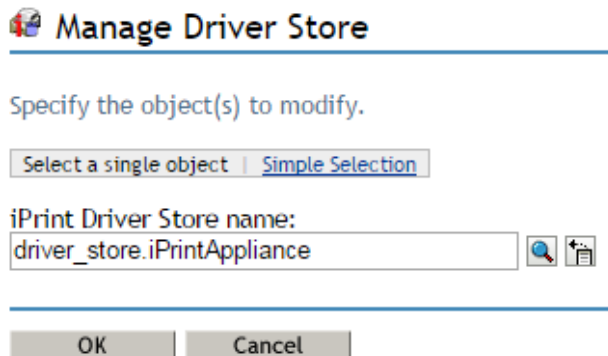 Manage Driver Store
Specify the object(s) to modify.
Select a single object | Simple Selection
iPrint Driver Store name:
driver_store.iPrintAppliance
OK Cancel